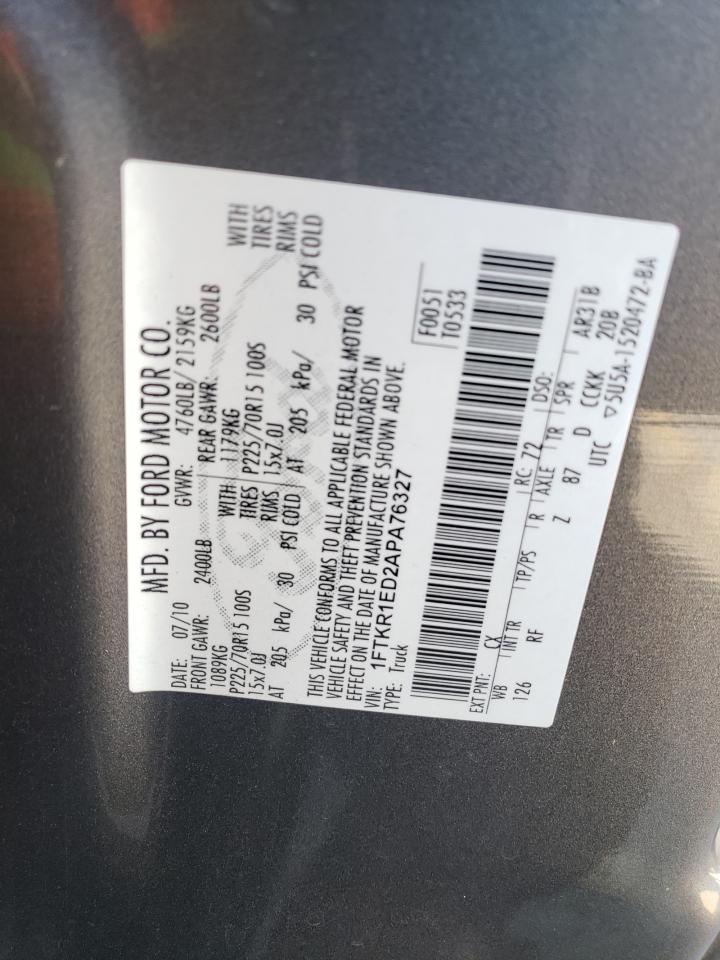 MFD. BY FORD MOTOR CO.
DATE: 07/10 GVWR: 4760LB/ 2159KG
FRONT GAWR: 2400LB REAR GAWR: 2600LB
1089KG WITH 1179KG WITH
P225/70R15 100S TIRES P225/70R15 100S TIRES
15x7.0J RIMS 15x7.0J RIMS
AT 205 kPa/ 30 PSI COLD AT 205 kPa/ 30 PSI COLD
THIS VEHICLE CONFORMS TO ALL APPLICABLE FEDERAL MOTOR
VEHICLE SAFETY AND THEFT PREVENTION STANDARDS IN
EFFECT ON THE DATE OF MANUFACTURE SHOWN ABOVE.
VIN: 1FTKR1ED2APA76327
TYPE: Truck
F0051
T0533
EXT PNT: CX RC: 72 DSO:
WB INT TR TP/PS R AXLE TR SPR
126 RF Z 87 D CCKK AR31B
20B
UTC ▽5U5A-1520472-BA